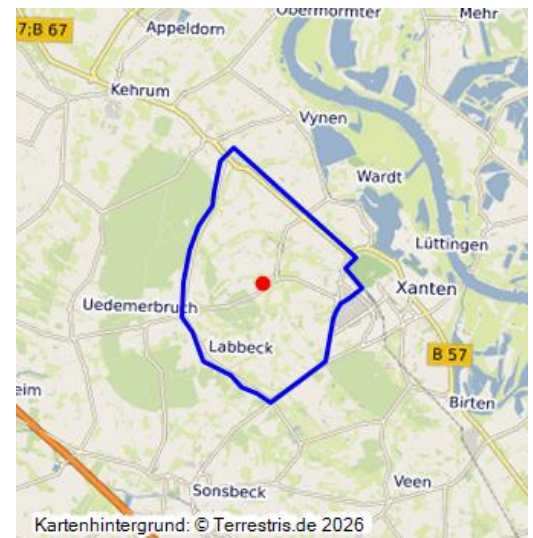 Obermormter
Mehr
7;B 67
Appeldorn
Kehrum
Vynen
Wardt
Lüttingen
Xanten
Uedemerbruch
Labbeck
B 57
eim
Birten
Veen
Sonsbeck
Kartenhintergrund: © Terrestris.de 2026